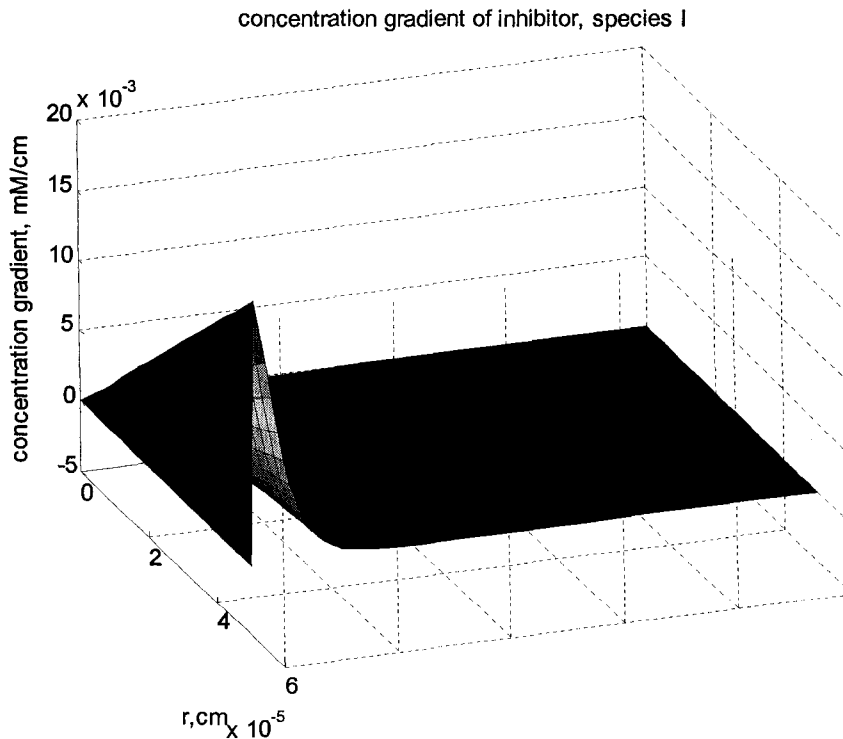 concentration gradient of inhibitor, species I
x 10-3
20
15
10
5
0
-5
concentration gradient, mM/cm
0
2
4
6
r,cm
x 10-5